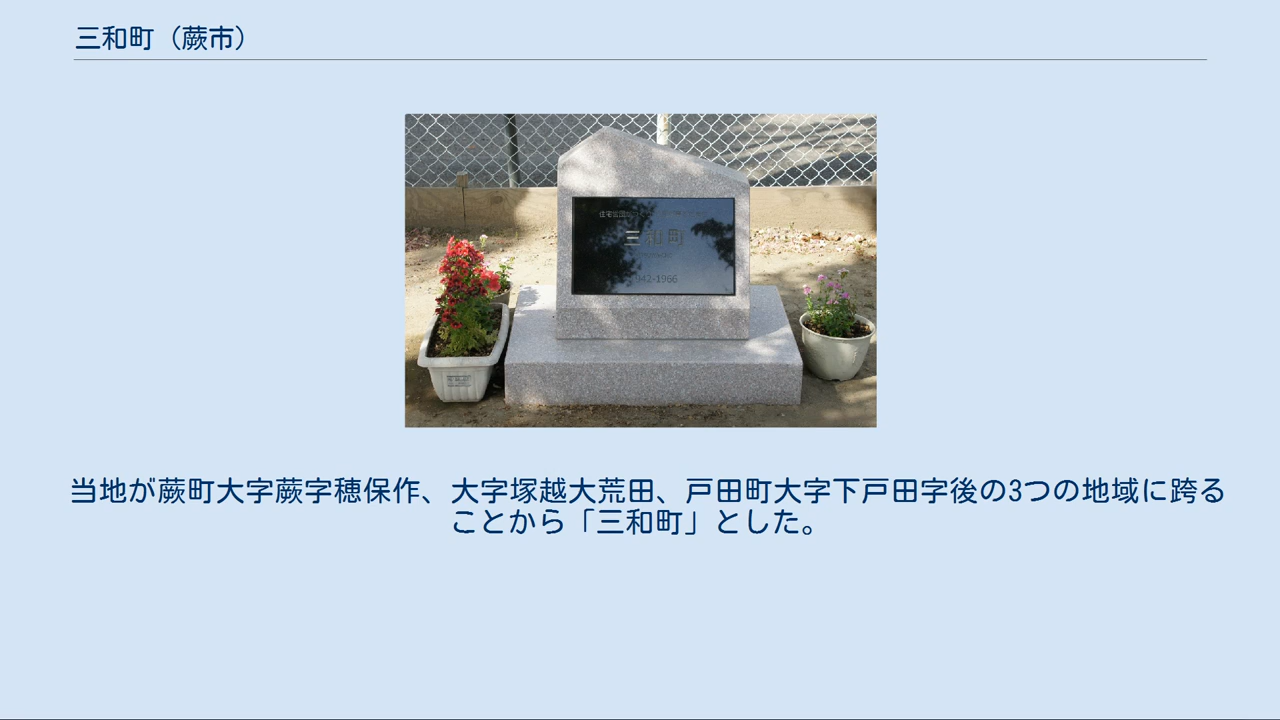 三和町（蕨市）
三和町
1942-1966
当地が蕨町大字蕨字穂保作、大字塚越大荒田、戸田町大字下戸田字後の3つの地域に跨る
ことから「三和町」とした。